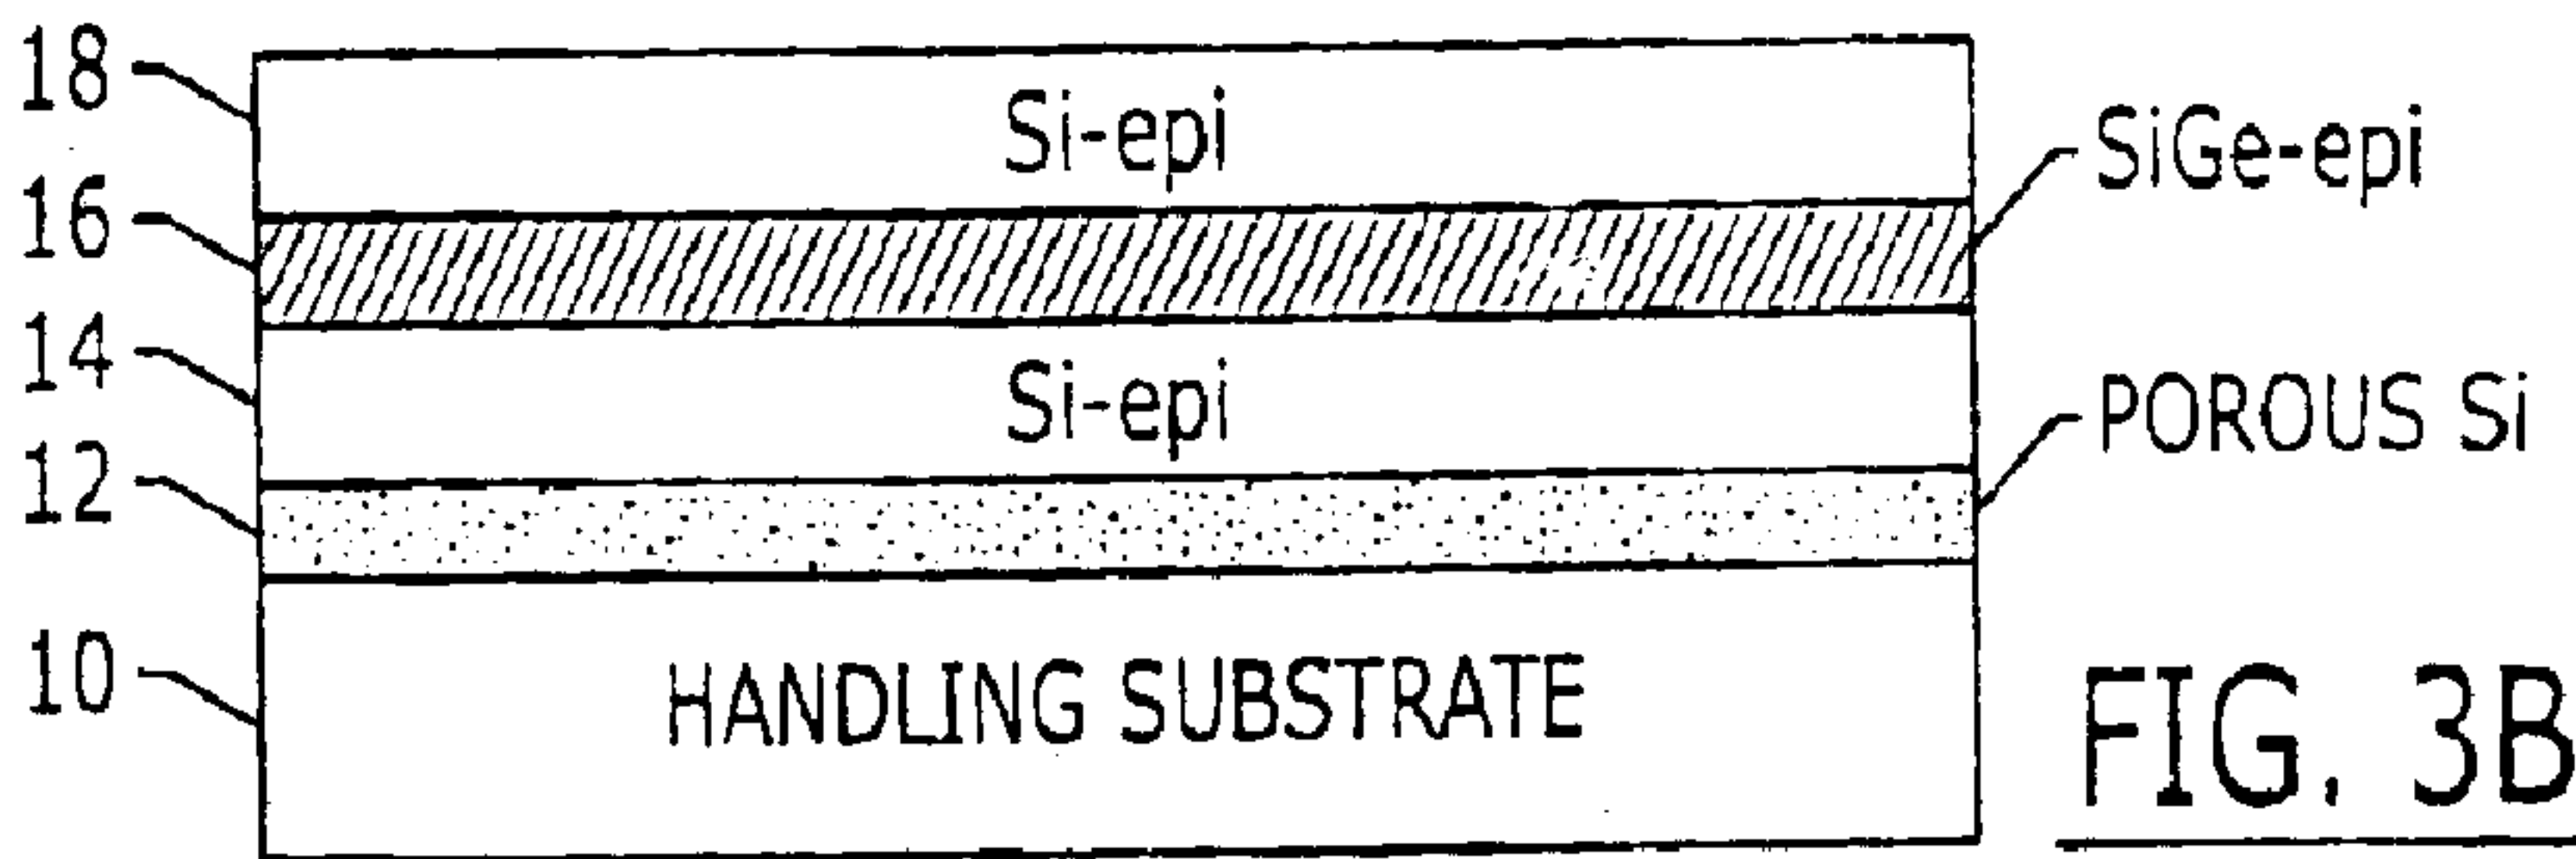 18
Si-epi
SiGe-epi
16
14
Si-epi
POROUS Si
12
10
HANDLING SUBSTRATE
FIG. 3B